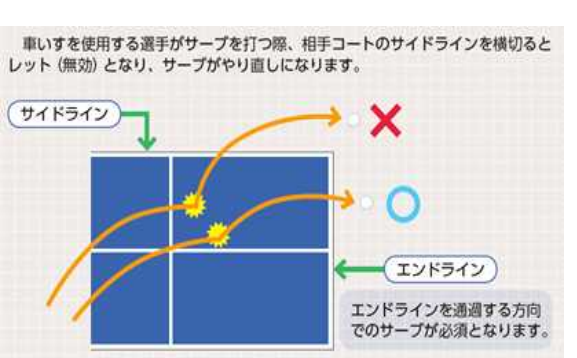 車いすを使用する選手がサーブを打つ際、相手コートのサイドラインを横切ると
レット（無効）となり、サーブがやり直しになります。
サイドライン
エンドライン
エンドラインを通過する方向
でのサーブが必須となります。